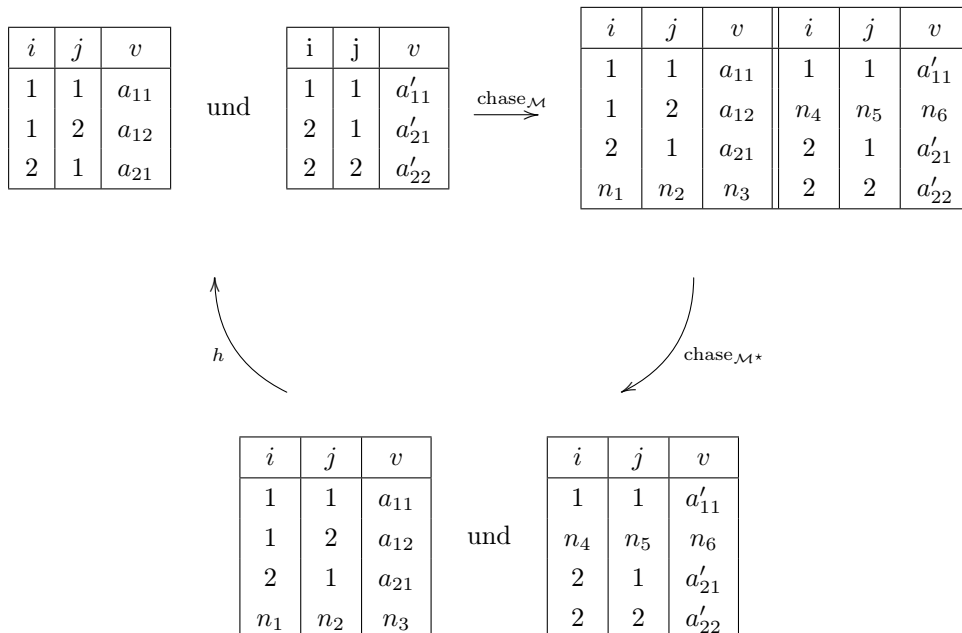 i j v
1 1 a₁₁
1 2 a₁₂
2 1 a₂₁
und
i j v
1 1 a′₁₁
2 1 a′₂₁
2 2 a′₂₂
chase_ℳ
i j v i j v
1 1 a₁₁ 1 1 a′₁₁
1 2 a₁₂ n₄ n₅ n₆
2 1 a₂₁ 2 1 a′₂₁
n₁ n₂ n₃ 2 2 a′₂₂
h
chase_ℳ⋆
i j v
1 1 a₁₁
1 2 a₁₂
2 1 a₂₁
n₁ n₂ n₃
und
i j v
1 1 a′₁₁
n₄ n₅ n₆
2 1 a′₂₁
2 2 a′₂₂